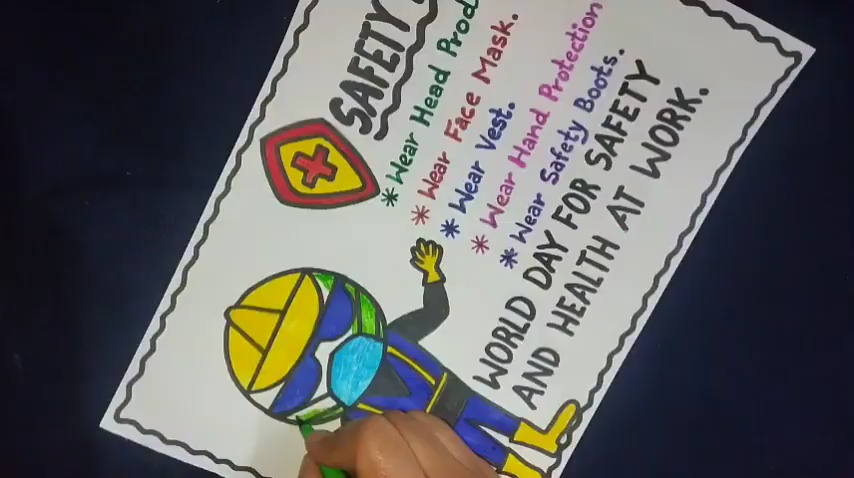 SAFETY
* Wear Head Prod
* Wear Face Mask.
* Wear Vest.
* Wear Hand Protection
* Wear Safety Boots.
WORLD DAY FOR SAFETY
AND HEALTH AT WORK.